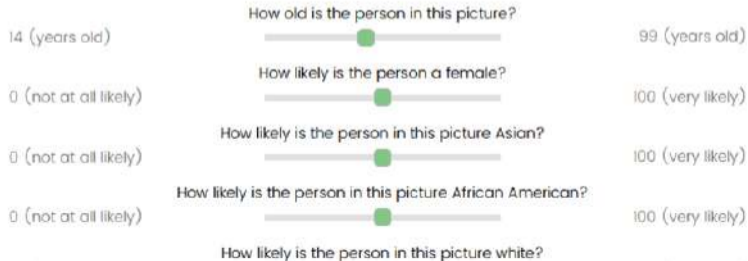 How old is the person in this picture?
14 (years old) 99 (years old)
How likely is the person a female?
0 (not at all likely) 100 (very likely)
How likely is the person in this picture Asian?
0 (not at all likely) 100 (very likely)
How likely is the person in this picture African American?
0 (not at all likely) 100 (very likely)
How likely is the person in this picture white?